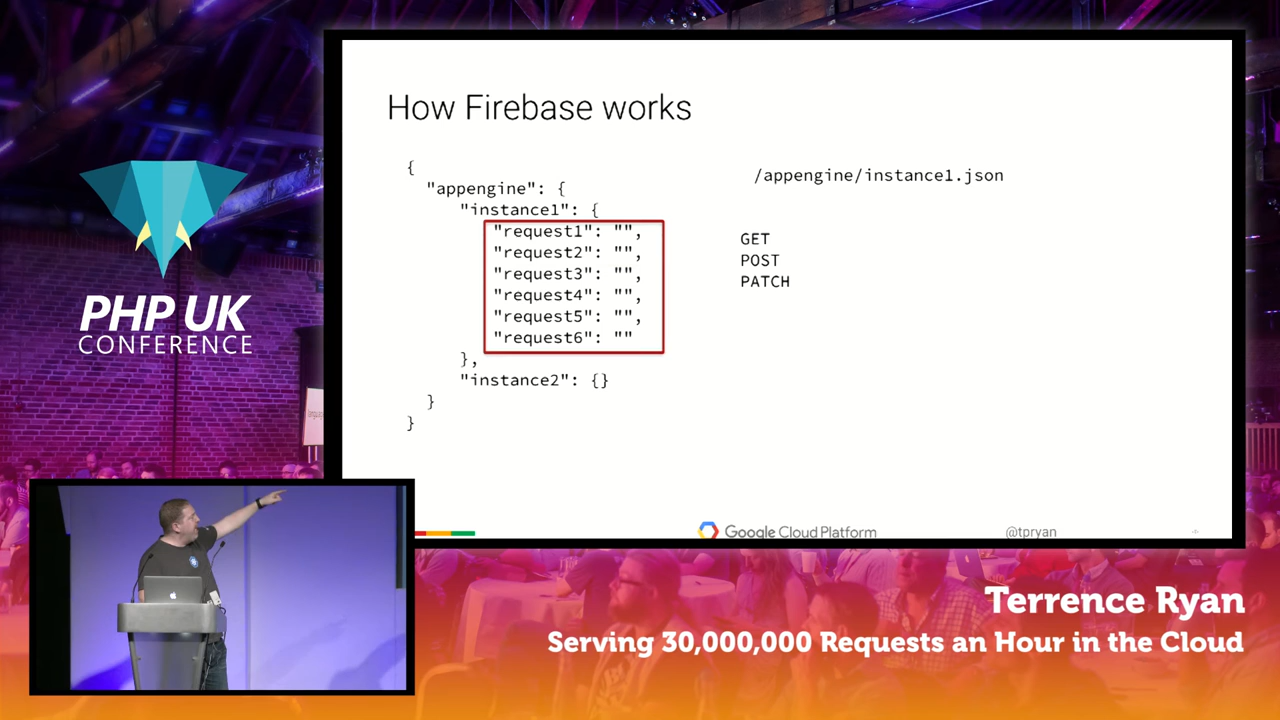 How Firebase works
{
"appengine": {
"instance1": {
"request1": "",
"request2": "",
"request3": "",
"request4": "",
"request5": "",
"request6": ""
},
"instance2": {}
}
}
/appengine/instance1.json
GET
POST
PATCH
Google Cloud Platform
@tpryan
PHP UK
CONFERENCE
Terrence Ryan
Serving 30,000,000 Requests an Hour in the Cloud